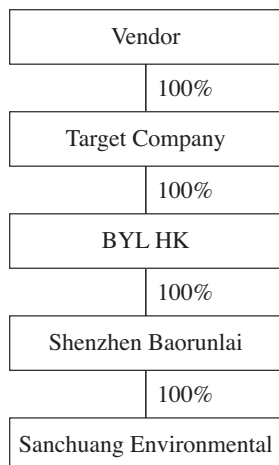 Vendor
100%
Target Company
100%
BYL HK
100%
Shenzhen Baorunlai
100%
Sanchuang Environmental